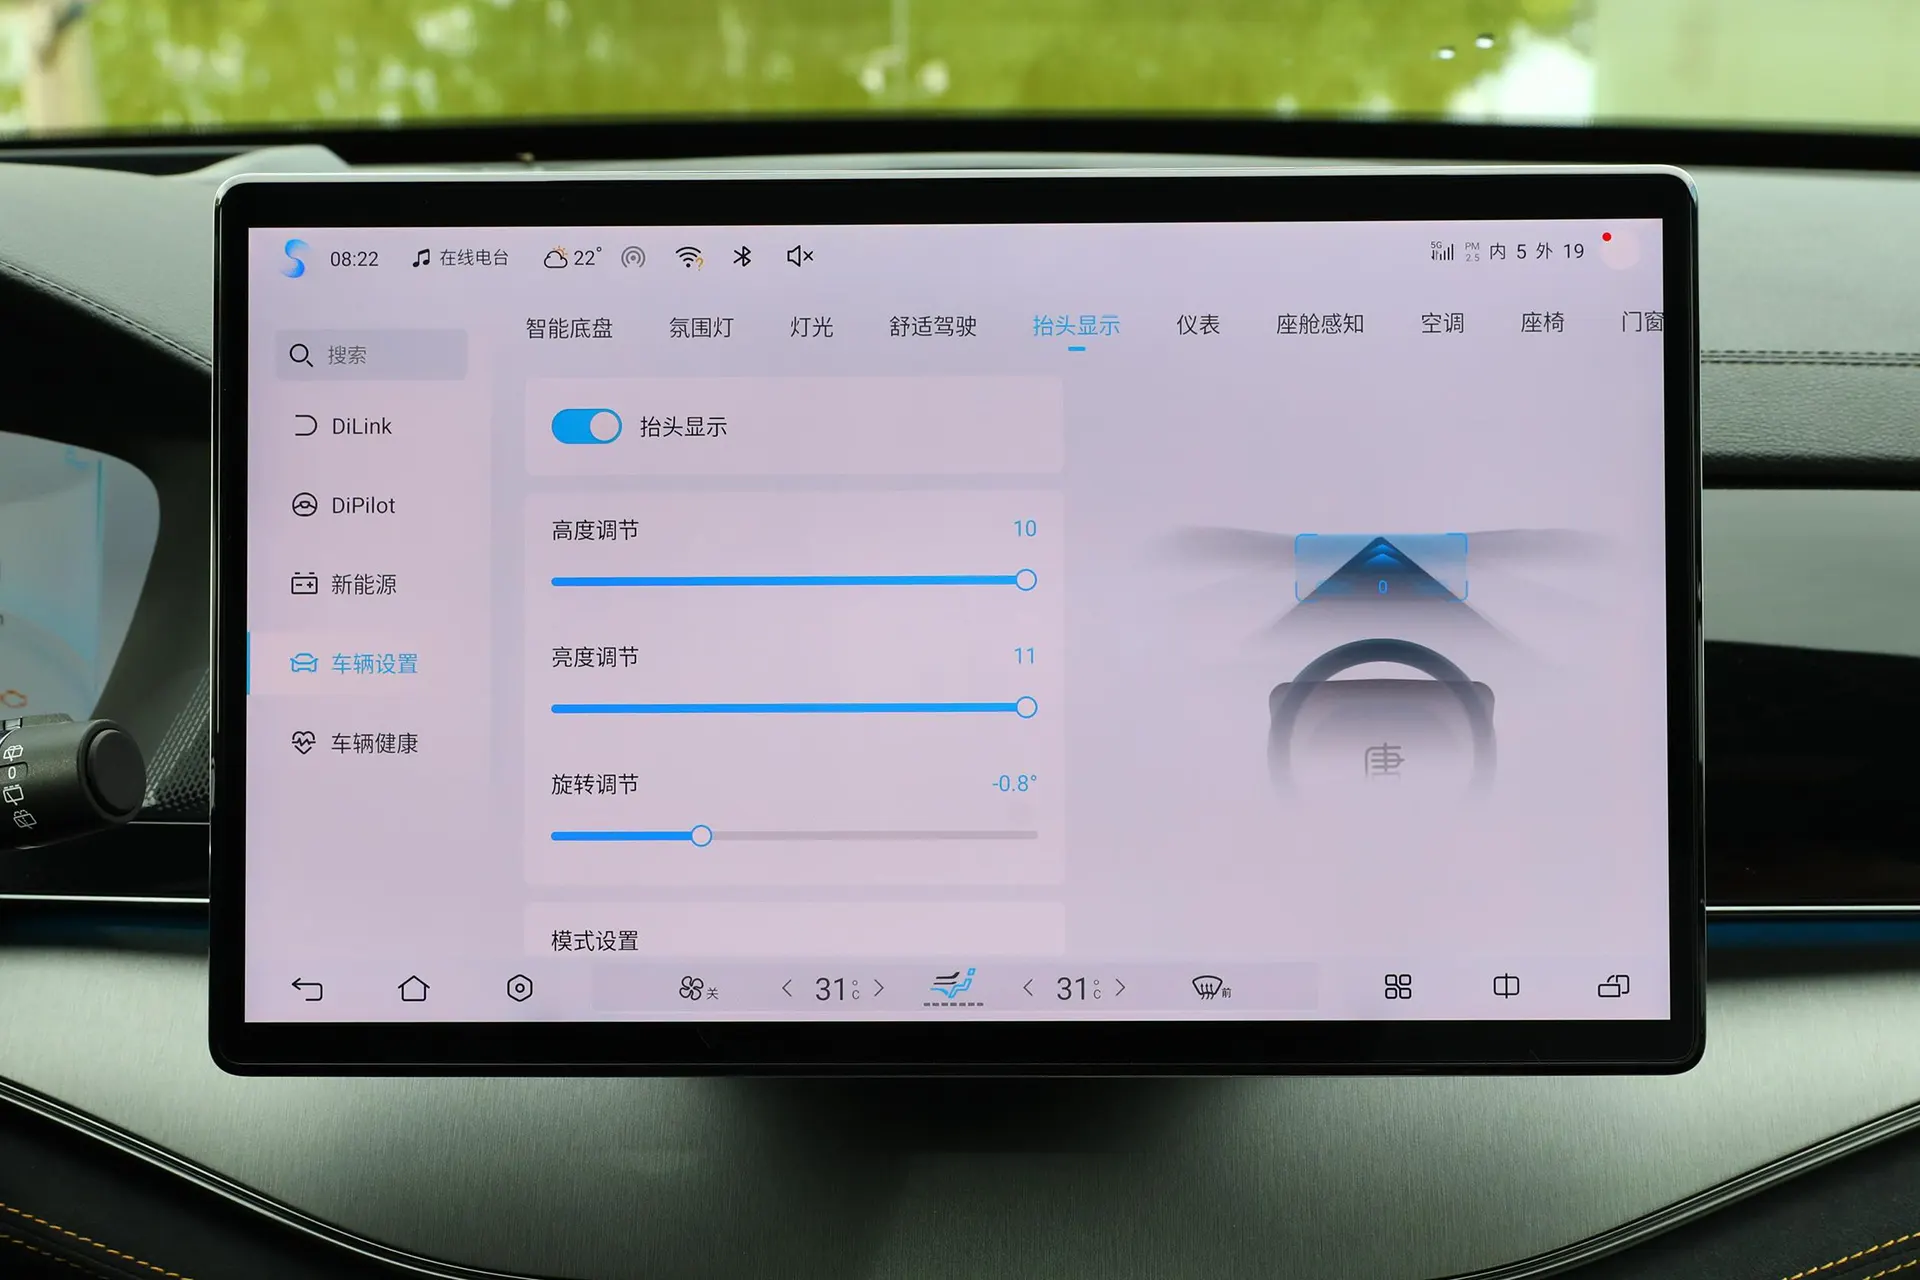 08:22 在线电台 22° 5G PM 2.5 内 5 外 19
智能底盘 氛围灯 灯光 舒适驾驶 抬头显示 仪表 座舱感知 空调 座椅 门窗
搜索
DiLink
DiPilot
新能源
车辆设置
车辆健康
抬头显示
高度调节 10
亮度调节 11
旋转调节 -0.8°
模式设置
0
唐
关 31°C 31°C 前
0